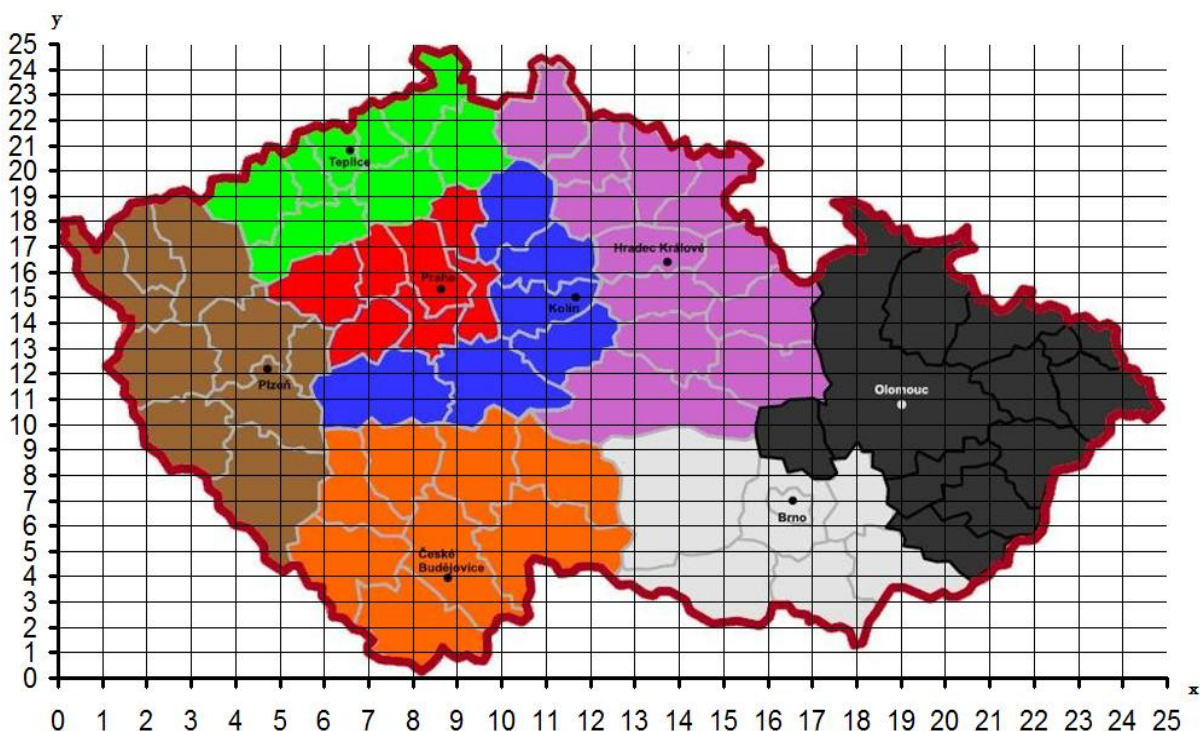 y
25
24
23
22
21
20
19
18
17
16
15
14
13
12
11
10
9
8
7
6
5
4
3
2
1
0
Teplice
Hradec Králové
Praha
Kolín
Plzeň
Olomouc
Brno
České
Budějovice
x
0 1 2 3 4 5 6 7 8 9 10 11 12 13 14 15 16 17 18 19 20 21 22 23 24 25